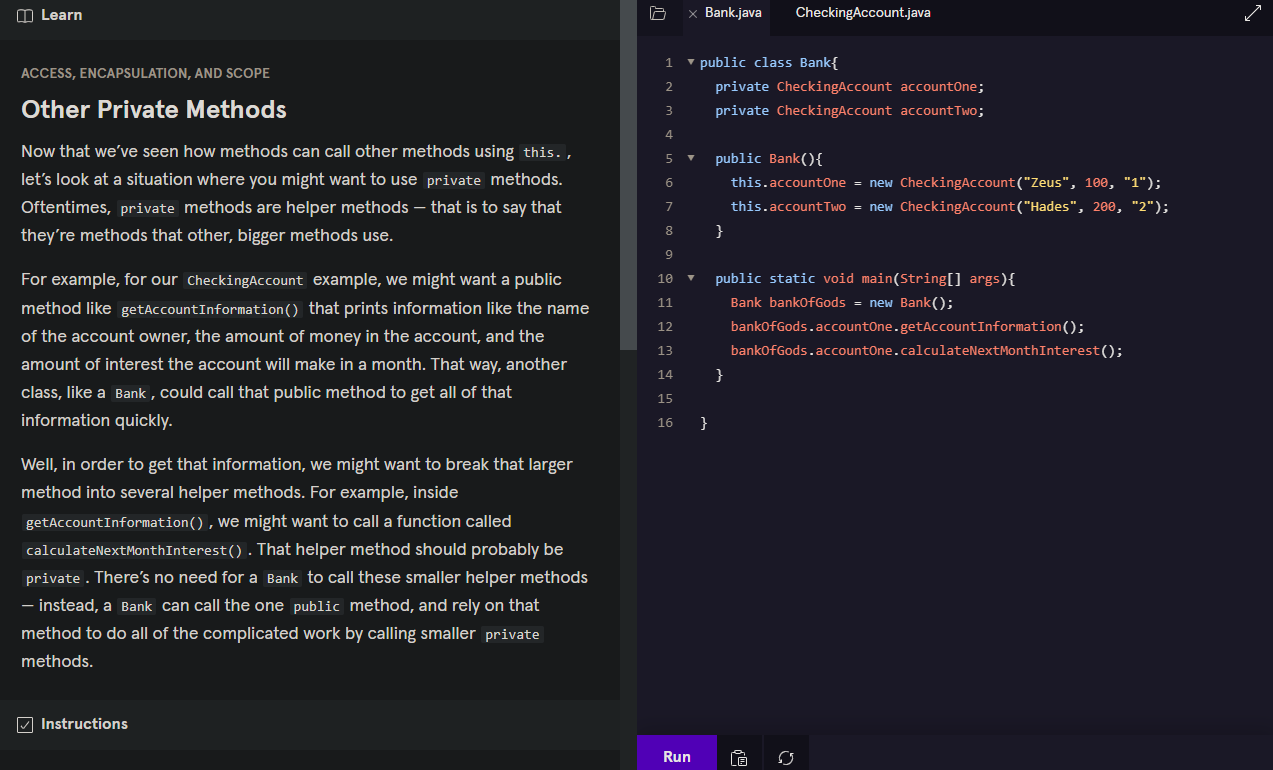 Learn
ACCESS, ENCAPSULATION, AND SCOPE
Other Private Methods
Now that we’ve seen how methods can call other methods using this. ,
let’s look at a situation where you might want to use private methods.
Oftentimes, private methods are helper methods — that is to say that
they’re methods that other, bigger methods use.
For example, for our CheckingAccount example, we might want a public
method like getAccountInformation() that prints information like the name
of the account owner, the amount of money in the account, and the
amount of interest the account will make in a month. That way, another
class, like a Bank , could call that public method to get all of that
information quickly.
Well, in order to get that information, we might want to break that larger
method into several helper methods. For example, inside
getAccountInformation() , we might want to call a function called
calculateNextMonthInterest() . That helper method should probably be
private . There’s no need for a Bank to call these smaller helper methods
— instead, a Bank can call the one public method, and rely on that
method to do all of the complicated work by calling smaller private
methods.
Instructions
Bank.java CheckingAccount.java
1 public class Bank{
2 private CheckingAccount accountOne;
3 private CheckingAccount accountTwo;
4
5 public Bank(){
6 this.accountOne = new CheckingAccount("Zeus", 100, "1");
7 this.accountTwo = new CheckingAccount("Hades", 200, "2");
8 }
9
10 public static void main(String[] args){
11 Bank bankOfGods = new Bank();
12 bankOfGods.accountOne.getAccountInformation();
13 bankOfGods.accountOne.calculateNextMonthInterest();
14 }
15
16 }
Run